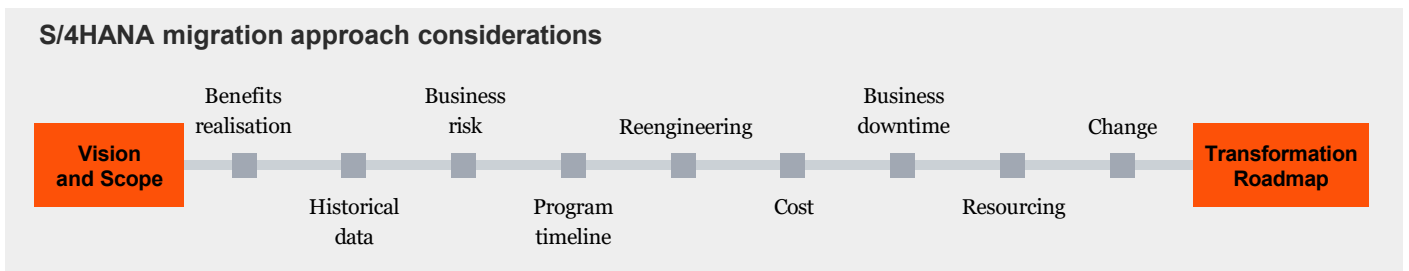 S/4HANA migration approach considerations
Vision
and Scope
Benefits
realisation
Historical
data
Business
risk
Program
timeline
Reengineering
Cost
Business
downtime
Resourcing
Change
Transformation
Roadmap